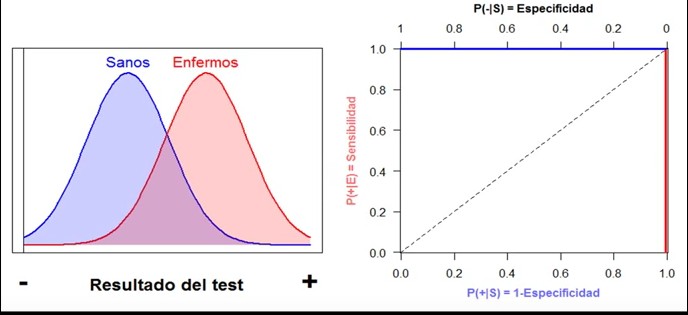 Sanos Enfermos
- Resultado del test +
P(-|S) = Especificidad
1 0.8 0.6 0.4 0.2 0
P(+|E) = Sensibilidad
1.0
0.8
0.6
0.4
0.2
0.0
0.0 0.2 0.4 0.6 0.8 1.0
P(+|S) = 1-Especificidad